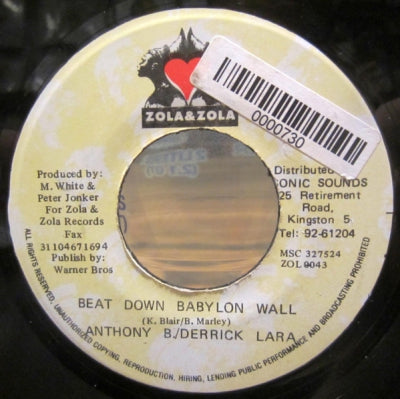 ZOLA&ZOLA
0000730
Produced by:
M. White &
Peter Jonker
For Zola &
Zola Records
Fax
31104671694
Publish by:
Warner Bros
Distributed
ONIC SOUNDS
25 Retirement
Road,
Kingston 5
Tel: 92-61204
MSC 327524
ZOL 0043
BEAT DOWN BABYLON WALL
(K. Blair/B. Marley)
ANTHONY B./DERRICK LARA
ALL RIGHTS RESERVED, UNAUTHORIZED COPYING, REPRODUCTION, HIRING, LENDING PUBLIC PERFORMANCE AND BROADCASTING PROHIBITED